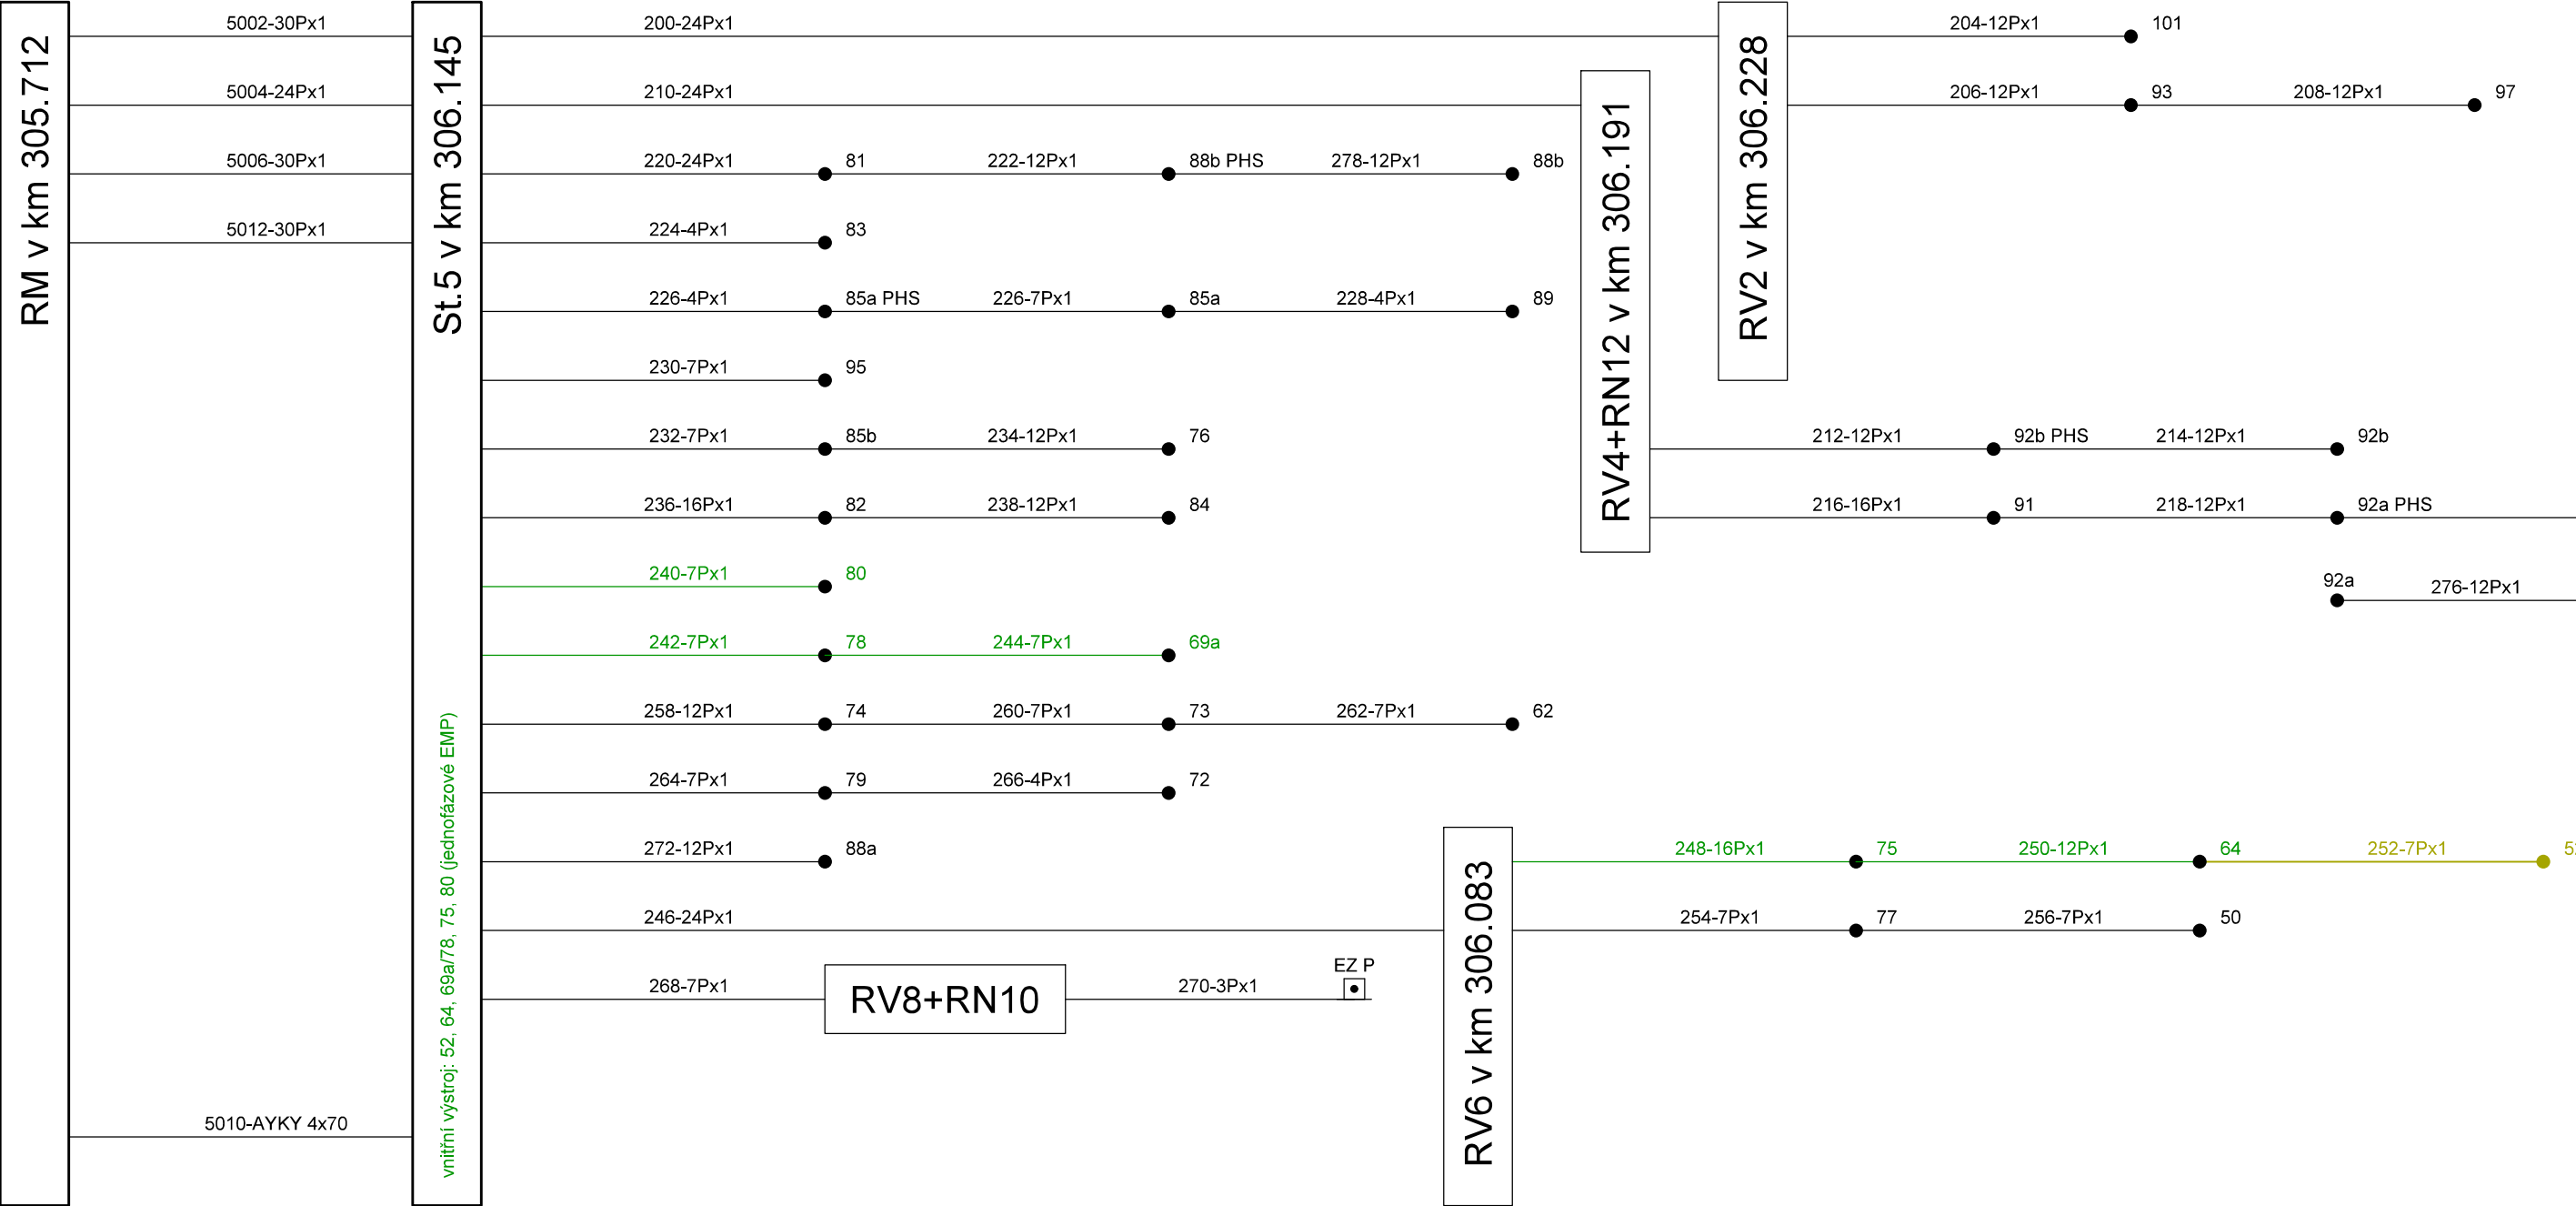 RM v km 305.712
5002-30Px1
5004-24Px1
5006-30Px1
5012-30Px1
5010-AYKY 4x70
St.5 v km 306.145
vnitřní výstroj: 52, 64, 69a/78, 75, 80 (jednofázové EMP)
200-24Px1
RV2 v km 306.228
204-12Px1 101
206-12Px1 93 208-12Px1 97
210-24Px1
RV4+RN12 v km 306.191
220-24Px1 81 222-12Px1 88b PHS 278-12Px1 88b
224-4Px1 83
226-4Px1 85a PHS 226-7Px1 85a 228-4Px1 89
230-7Px1 95
232-7Px1 85b 234-12Px1 76
212-12Px1 92b PHS 214-12Px1 92b
236-16Px1 82 238-12Px1 84
216-16Px1 91 218-12Px1 92a PHS
240-7Px1 80
92a 276-12Px1
242-7Px1 78 244-7Px1 69a
258-12Px1 74 260-7Px1 73 262-7Px1 62
264-7Px1 79 266-4Px1 72
272-12Px1 88a
RV6 v km 306.083
248-16Px1 75 250-12Px1 64 252-7Px1
246-24Px1
254-7Px1 77 256-7Px1 50
268-7Px1 RV8+RN10 270-3Px1 EZ P